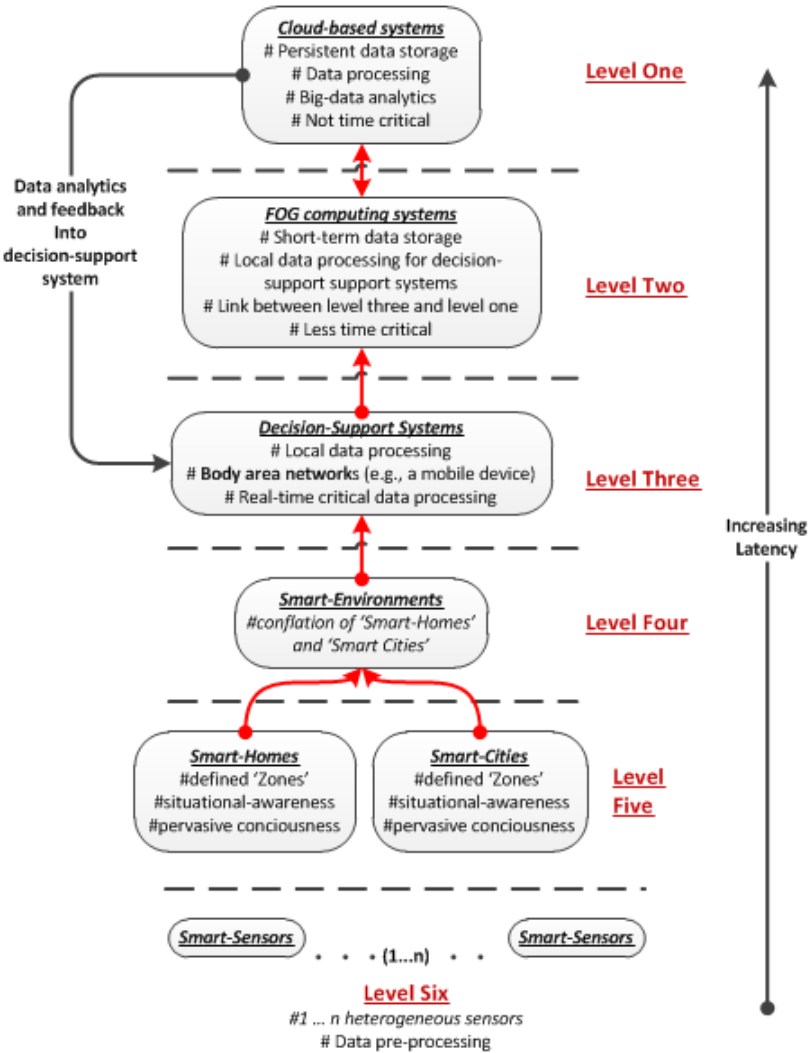 Cloud-based systems
# Persistent data storage
# Data processing
# Big-data analytics
# Not time critical
Level One
Data analytics
and feedback
Into
decision-support
system
FOG computing systems
# Short-term data storage
# Local data processing for decision-
support support systems
# Link between level three and level one
# Less time critical
Level Two
Decision-Support Systems
# Local data processing
# Body area networks (e.g., a mobile device)
# Real-time critical data processing
Level Three
Increasing
Latency
Smart-Environments
#conflation of 'Smart-Homes'
and 'Smart Cities'
Level Four
Smart-Homes
#defined 'Zones'
#situational-awareness
#pervasive conciousness
Smart-Cities
#defined 'Zones'
#situational-awareness
#pervasive conciousness
Level
Five
Smart-Sensors
. . . (1...n) . . .
Smart-Sensors
Level Six
#1 ... n heterogeneous sensors
# Data pre-processing